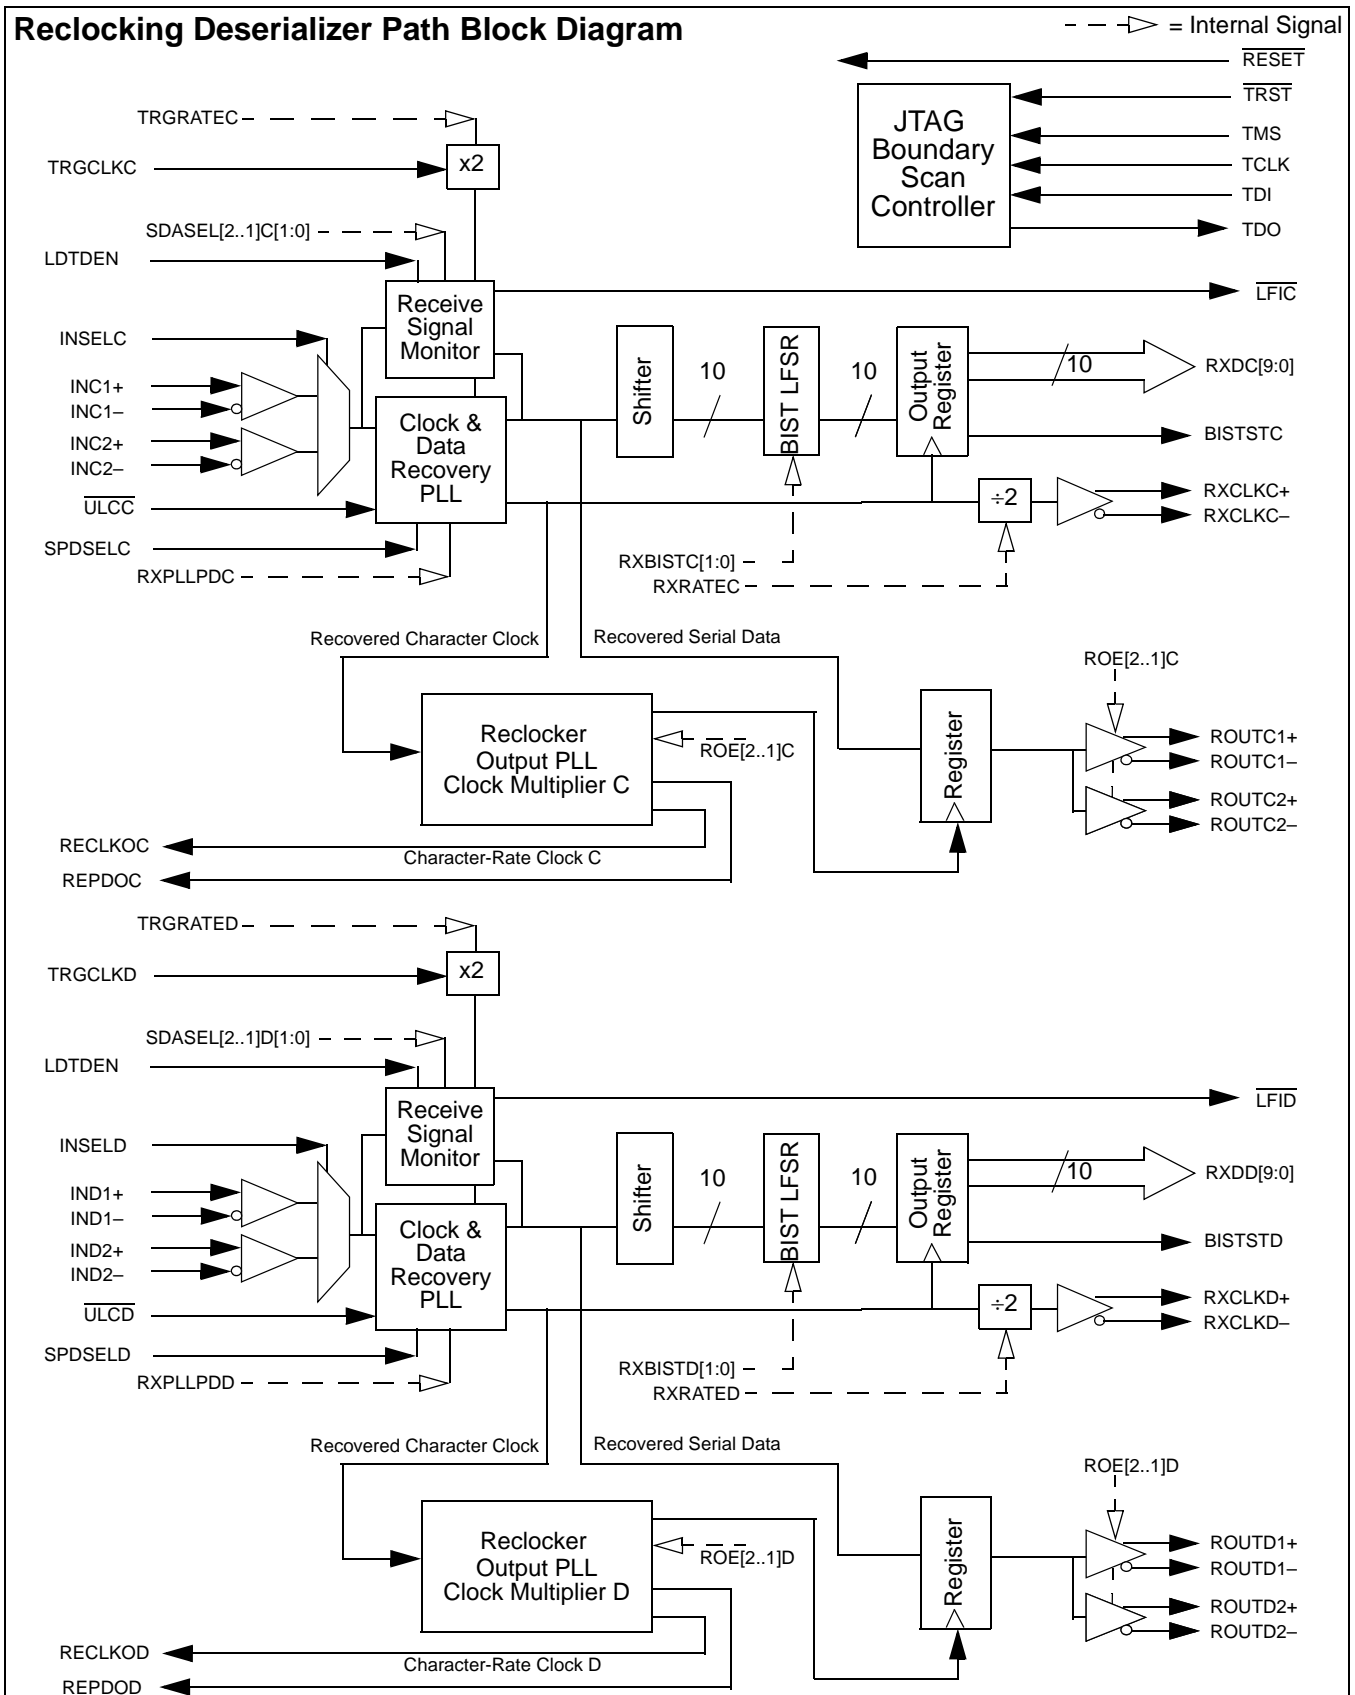 Reclocking Deserializer Path Block Diagram
= Internal Signal
RESET
TRST
TMS
TCLK
TDI
TDO
JTAG
Boundary
Scan
Controller
TRGRATEC
TRGCLKC
x2
SDASEL[2..1]C[1:0]
LDTDEN
Receive
Signal
Monitor
LFIC
INSELC
INC1+
INC1–
INC2+
INC2–
ULCC
SPDSELC
RXPLLPDC
Clock &
Data
Recovery
PLL
Shifter
10
BIST LFSR
10
Output
Register
10
RXDC[9:0]
BISTSTC
÷2
RXCLKC+
RXCLKC–
RXBISTC[1:0]
RXRATEC
Recovered Character Clock
Recovered Serial Data
Reclocker
Output PLL
Clock Multiplier C
ROE[2..1]C
Register
ROE[2..1]C
ROUTC1+
ROUTC1–
ROUTC2+
ROUTC2–
RECLKOC
Character-Rate Clock C
REPDOC
TRGRATED
TRGCLKD
x2
SDASEL[2..1]D[1:0]
LDTDEN
Receive
Signal
Monitor
LFID
INSELD
IND1+
IND1–
IND2+
IND2–
ULCD
SPDSELD
RXPLLPDD
Clock &
Data
Recovery
PLL
Shifter
10
BIST LFSR
10
Output
Register
10
RXDD[9:0]
BISTSTD
÷2
RXCLKD+
RXCLKD–
RXBISTD[1:0]
RXRATED
Recovered Character Clock
Recovered Serial Data
Reclocker
Output PLL
Clock Multiplier D
ROE[2..1]D
Register
ROE[2..1]D
ROUTD1+
ROUTD1–
ROUTD2+
ROUTD2–
RECLKOD
Character-Rate Clock D
REPDOD